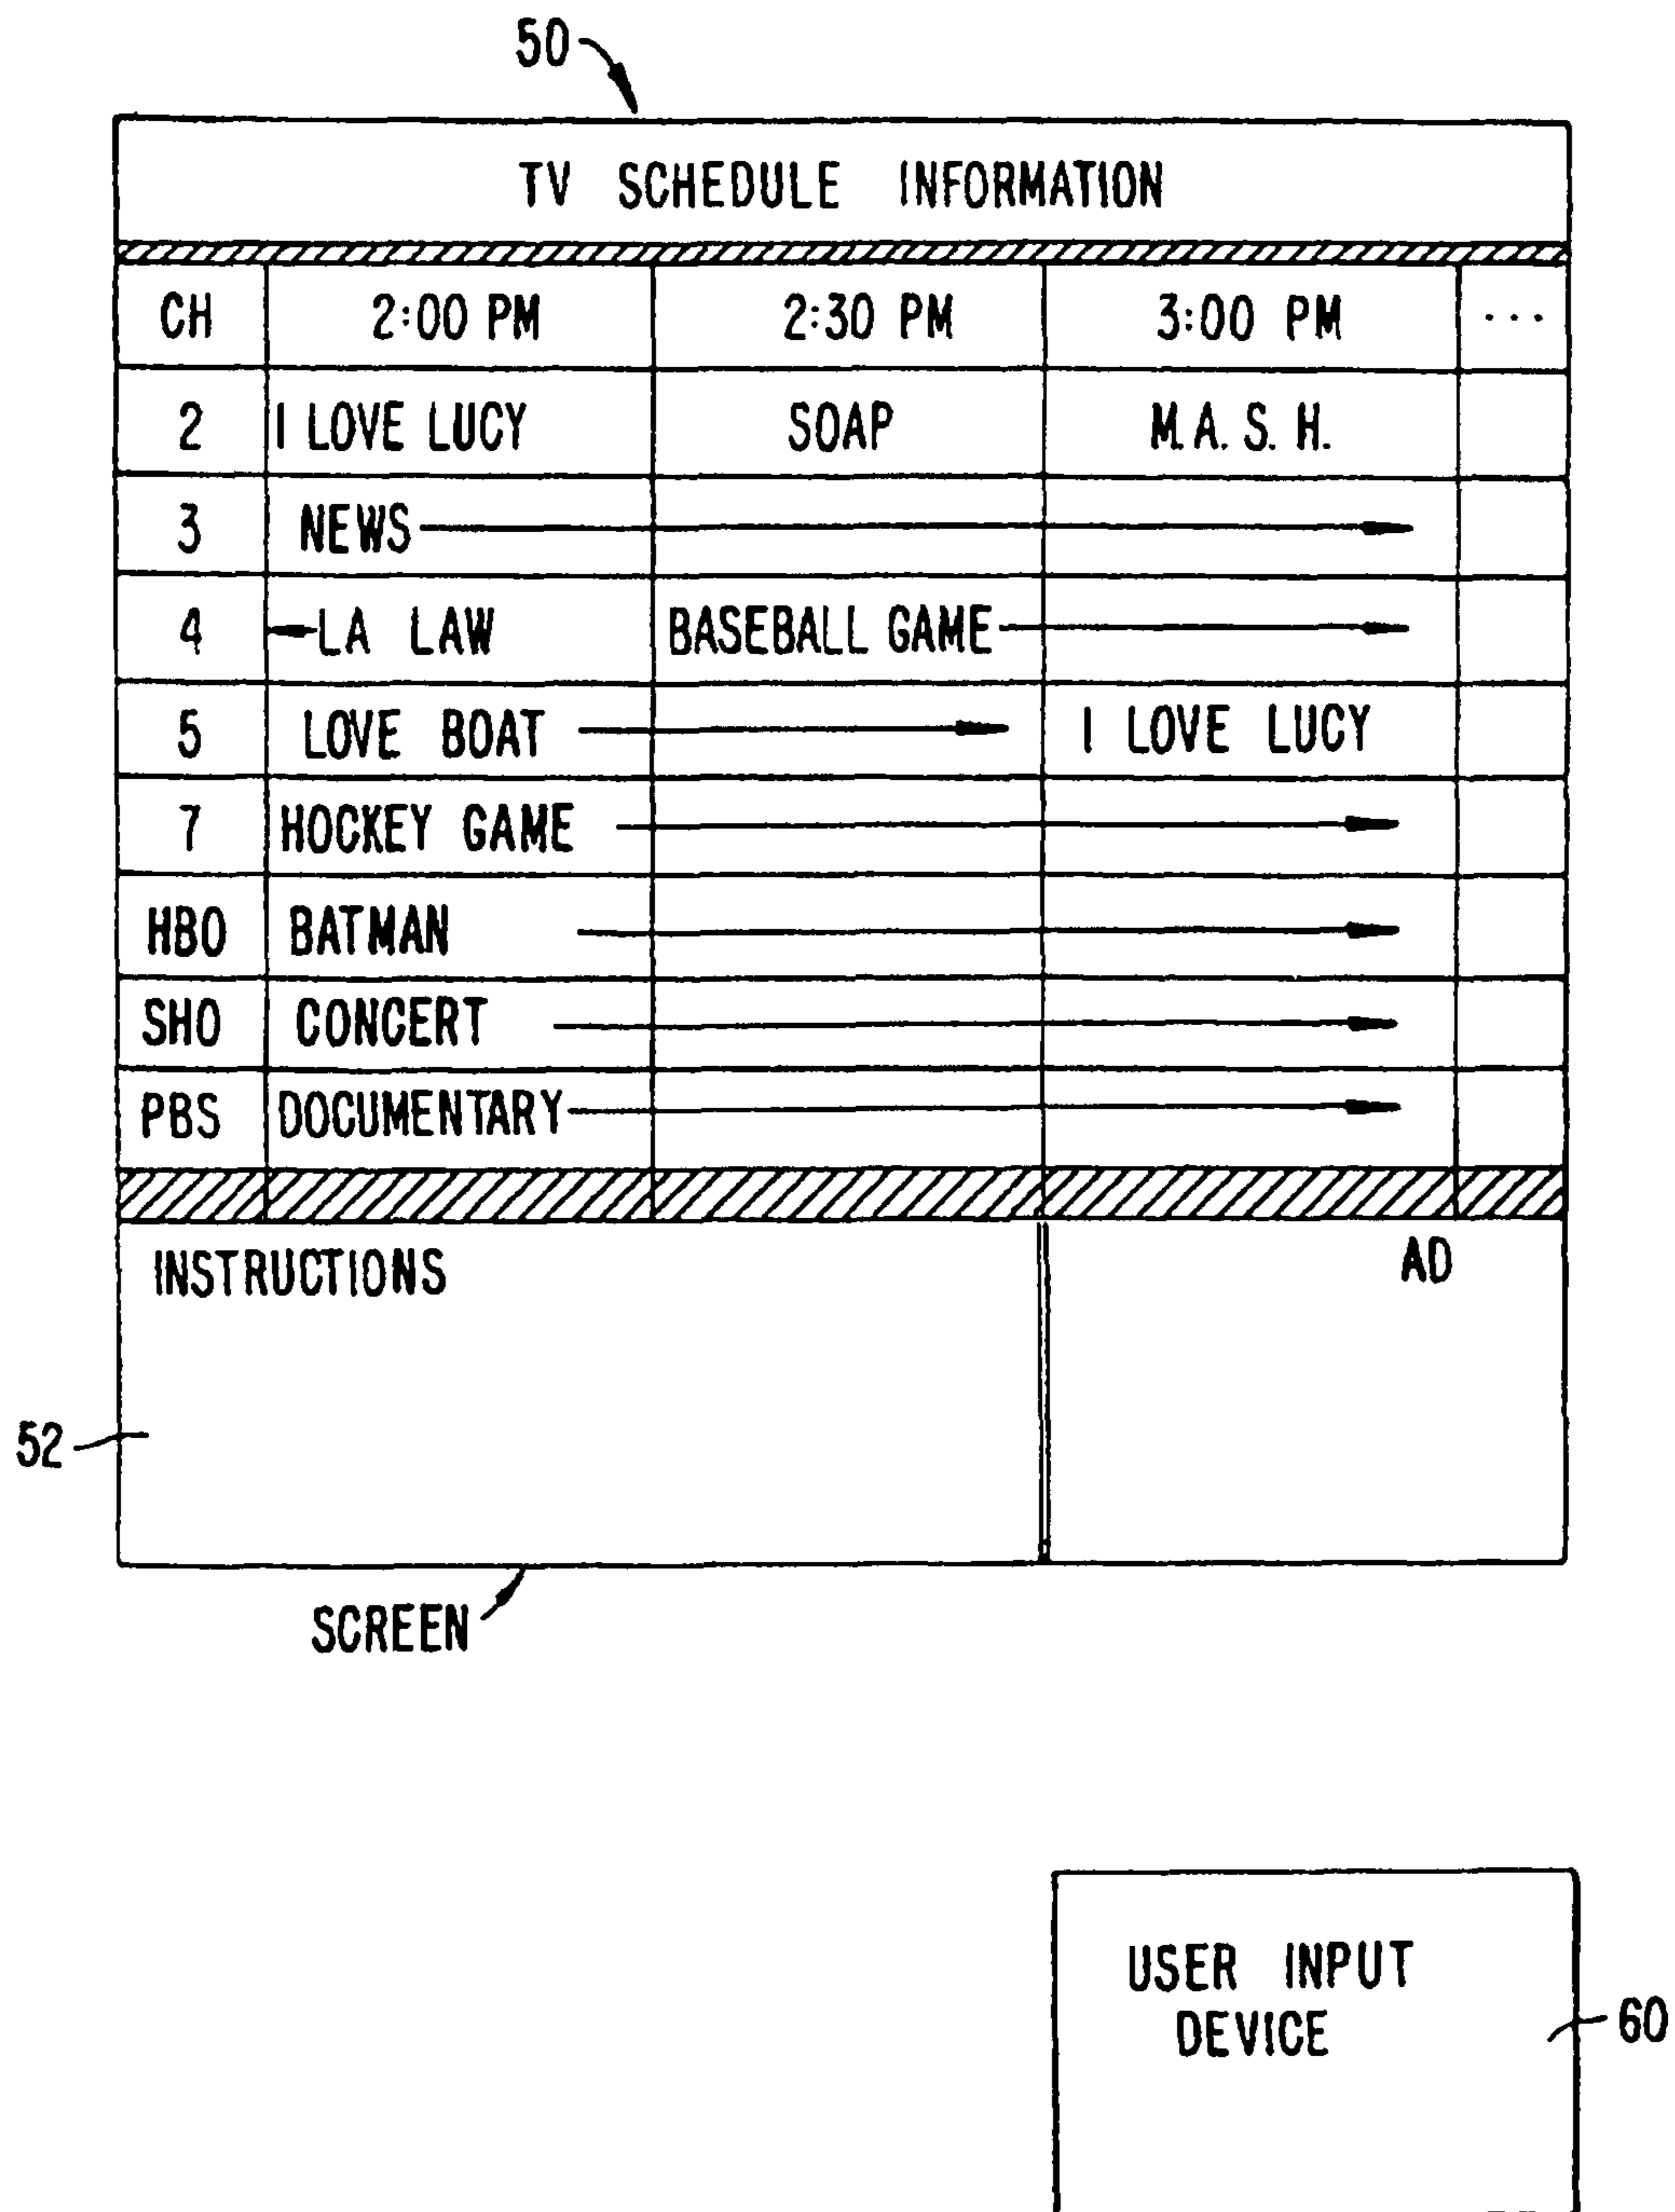 50
TV SCHEDULE INFORMATION
CH 2:00 PM 2:30 PM 3:00 PM ...
2 I LOVE LUCY SOAP M.A.S.H.
3 NEWS
4 LA LAW BASEBALL GAME
5 LOVE BOAT I LOVE LUCY
7 HOCKEY GAME
HBO BATMAN
SHO CONCERT
PBS DOCUMENTARY
INSTRUCTIONS AD
52
SCREEN
USER INPUT
DEVICE
60